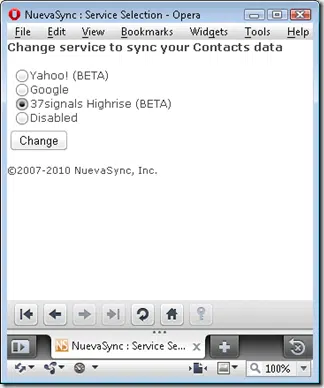 NuevaSync : Service Selection - Opera
File Edit View Bookmarks Widgets Tools Help
Change service to sync your Contacts data
Yahoo! (BETA)
Google
37signals Highrise (BETA)
Disabled
Change
©2007-2010 NuevaSync, Inc.
NS NuevaSync : Service Se...
100%